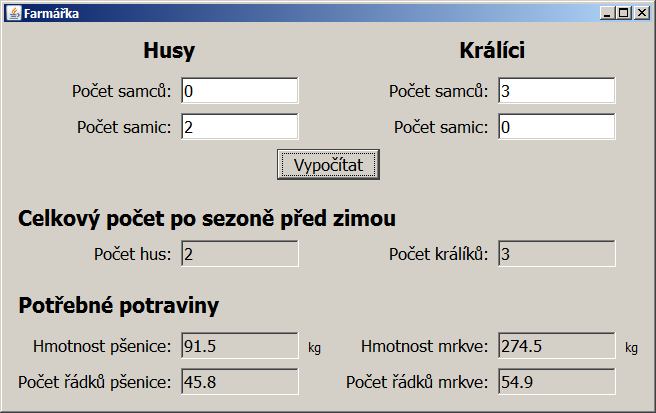 Farmářka
Husy Králíci
Počet samců: 0 Počet samců: 3
Počet samic: 2 Počet samic: 0
Vypočítat
Celkový počet po sezoně před zimou
Počet hus: 2 Počet králíků: 3
Potřebné potraviny
Hmotnost pšenice: 91.5 kg Hmotnost mrkve: 274.5 kg
Počet řádků pšenice: 45.8 Počet řádků mrkve: 54.9